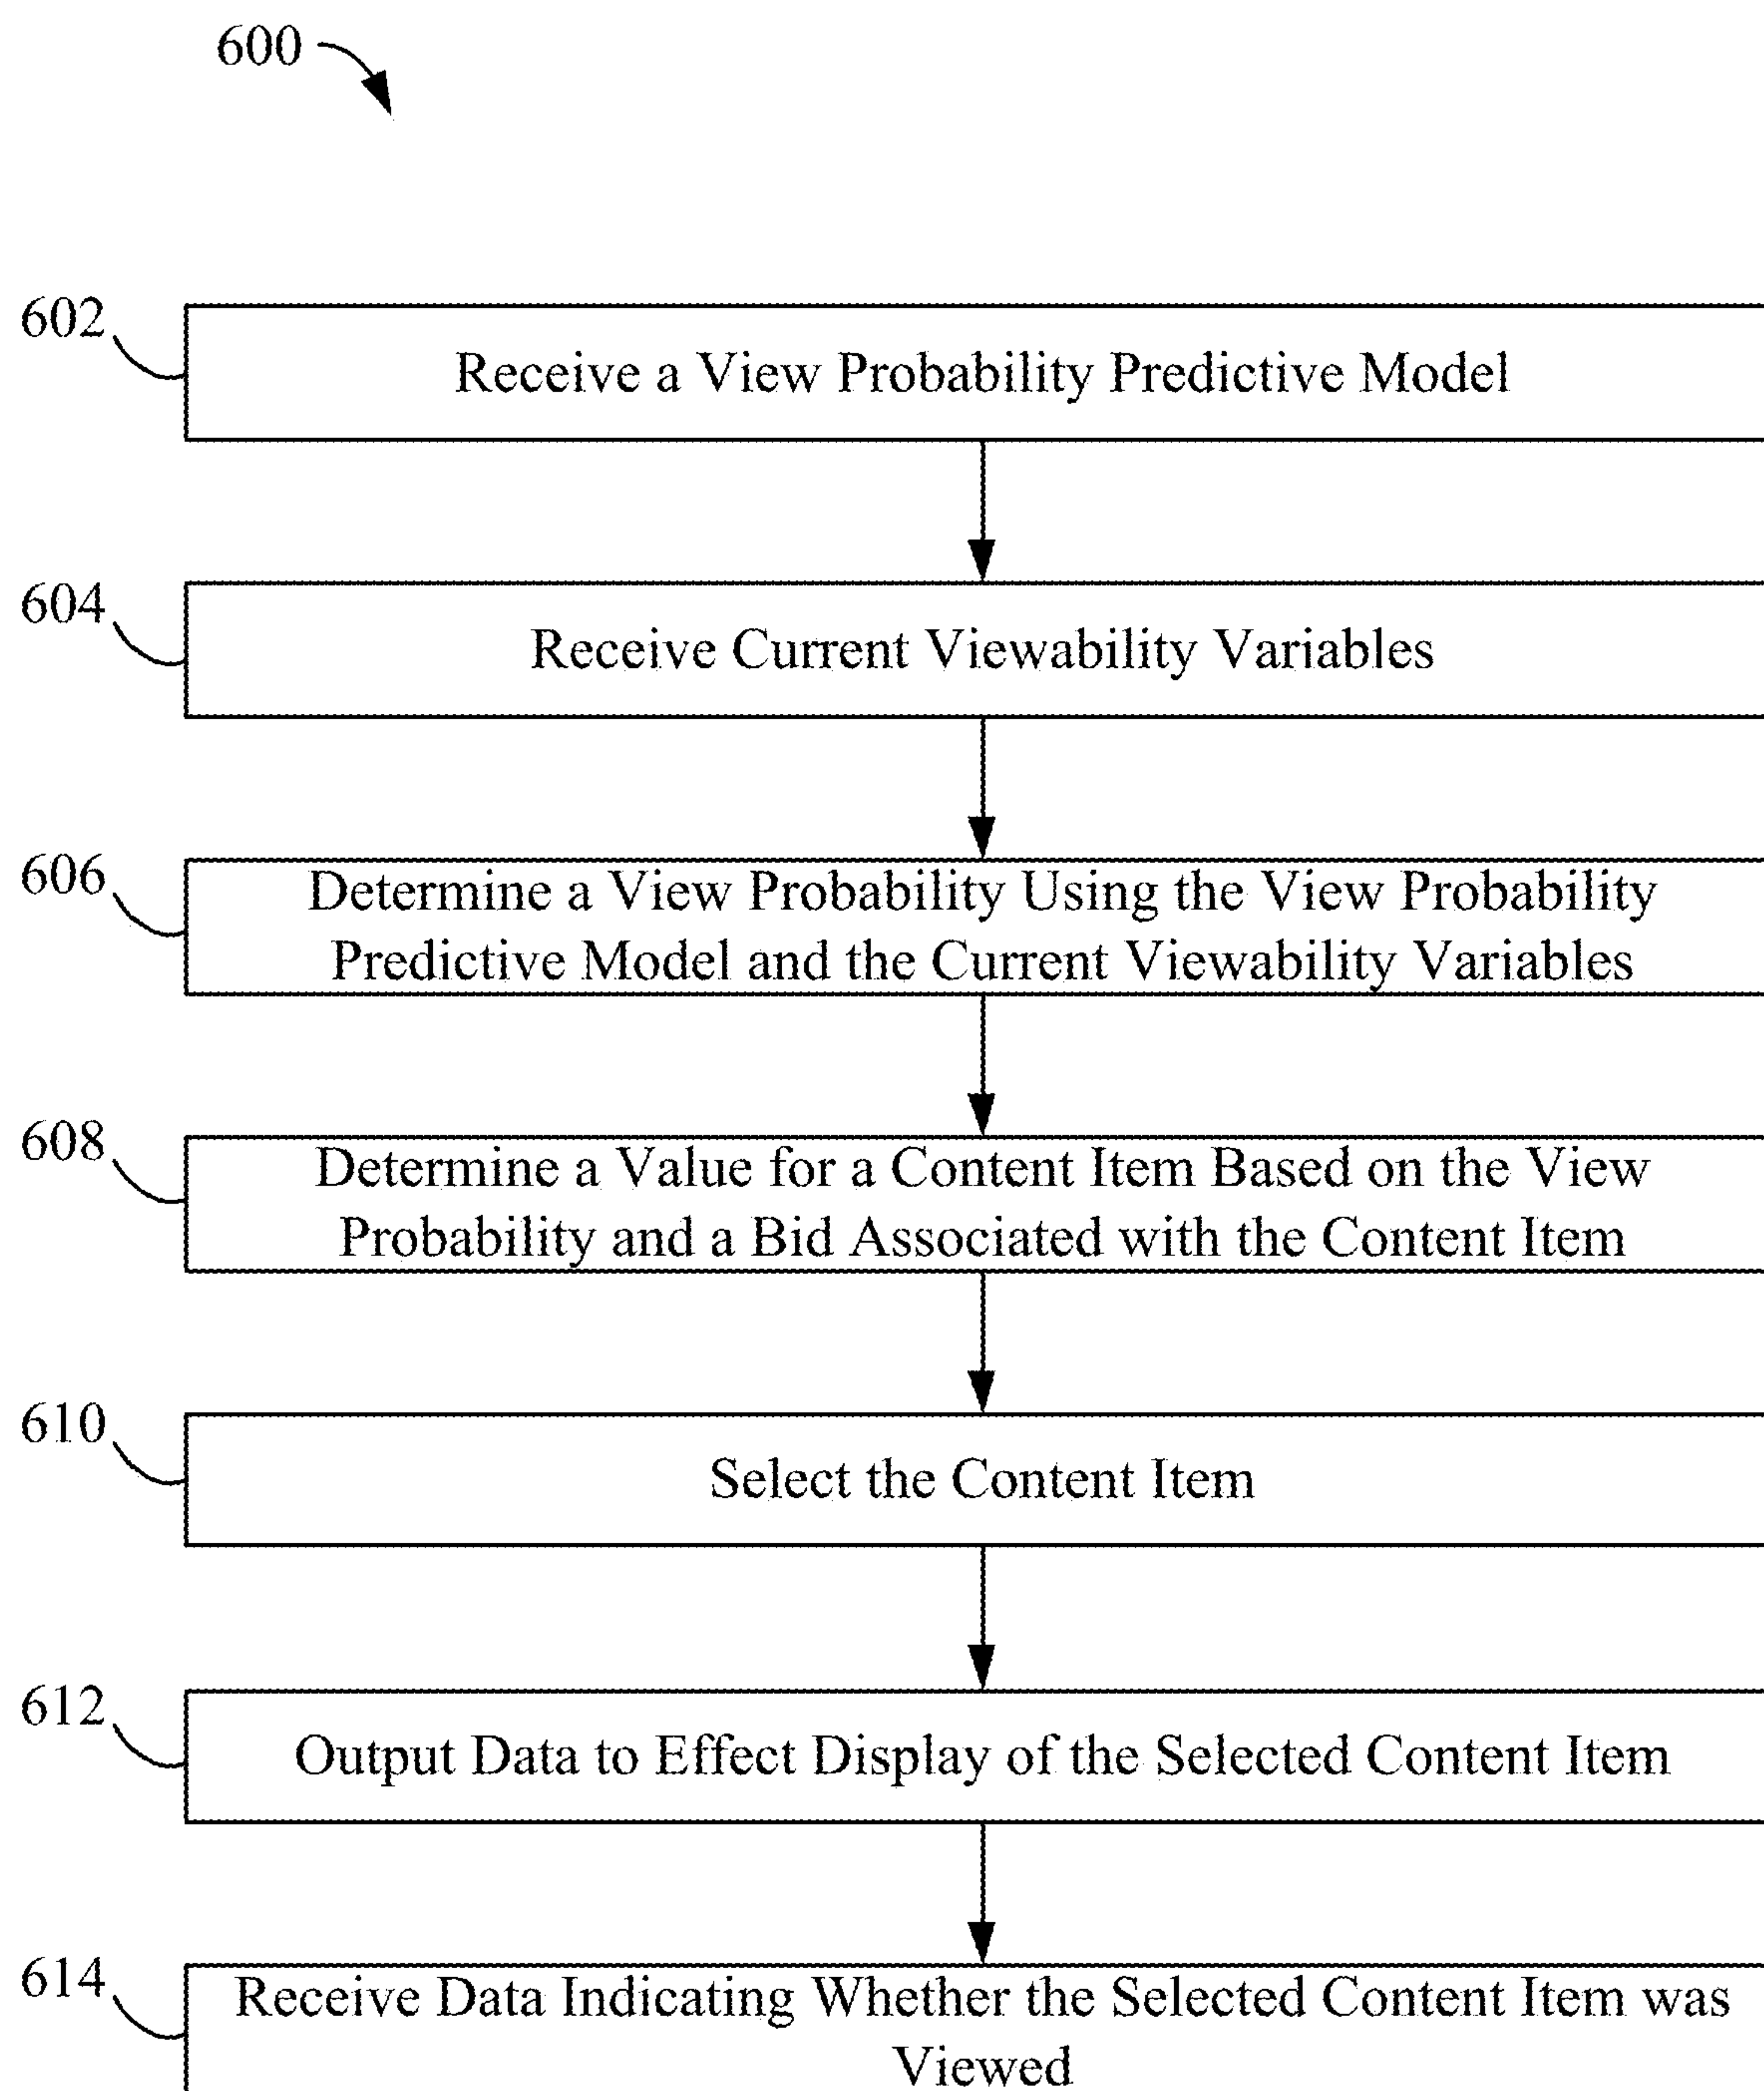 600
602
Receive a View Probability Predictive Model
604
Receive Current Viewability Variables
606
Determine a View Probability Using the View Probability
Predictive Model and the Current Viewability Variables
608
Determine a Value for a Content Item Based on the View
Probability and a Bid Associated with the Content Item
610
Select the Content Item
612
Output Data to Effect Display of the Selected Content Item
614
Receive Data Indicating Whether the Selected Content Item was
Viewed